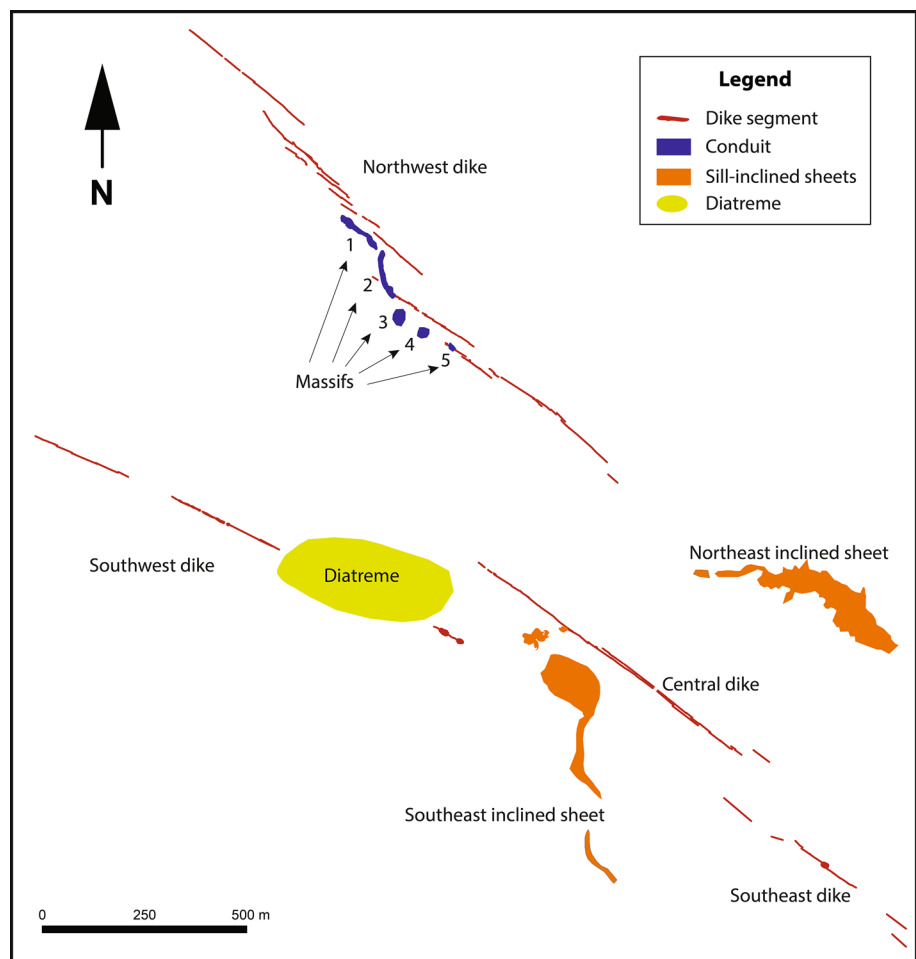 Legend
Dike segment
Conduit
Sill-inclined sheets
Diatreme
N
Northwest dike
1
2
3
4
5
Massifs
Southwest dike
Diatreme
Northeast inclined sheet
Central dike
Southeast inclined sheet
Southeast dike
0 250 500 m